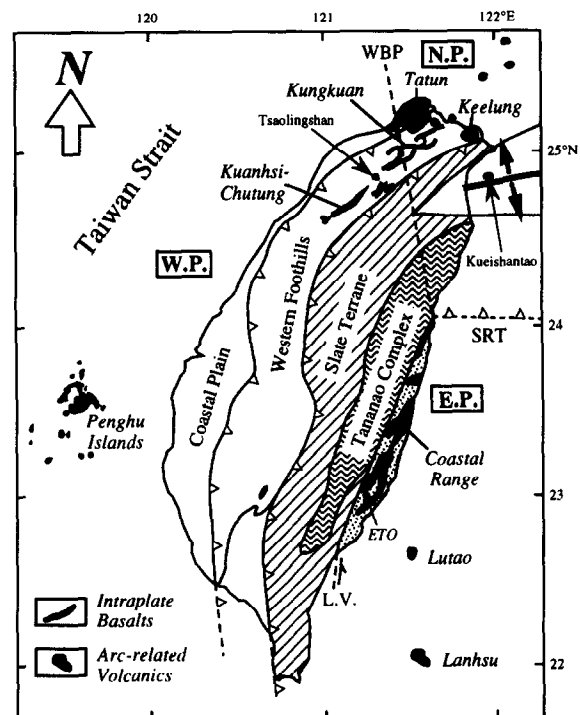 120
121
122°E
WBP
N.P.
N
Tatun
Kungkuan
Keelung
Tsaolingshan
25°N
Kuanhsi-
Chutung
Taiwan Strait
Kueishantao
W.P.
Western Foothills
Slate Terrane
24
SRT
Tananao Complex
Coastal Plain
E.P.
Penghu
Islands
Coastal
Range
23
ETO
Lutao
L.V.
Intraplate
Basalts
Arc-related
Volcanics
Lanhsu
22